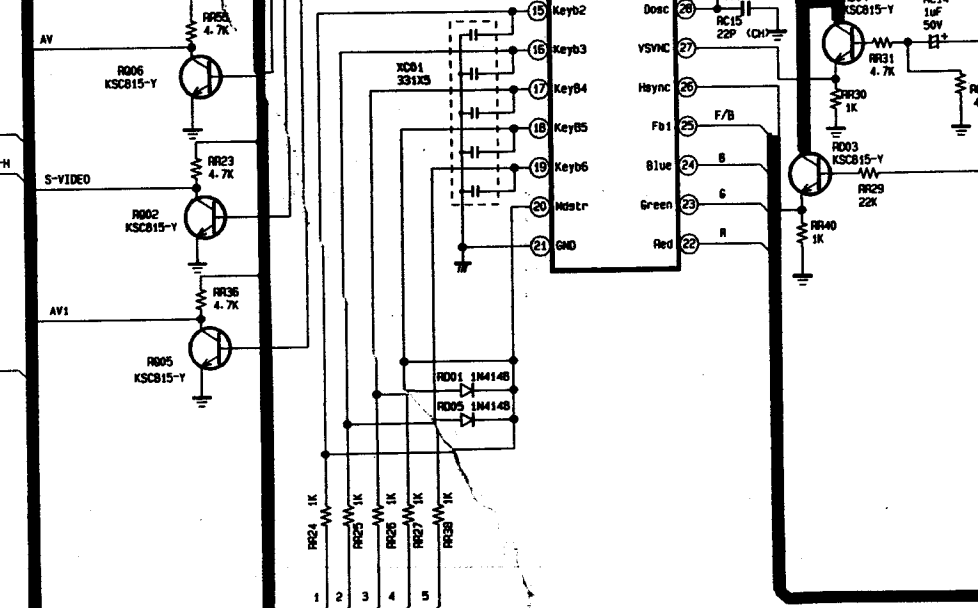 RR55
4.7K
AV
RQ06
KSC815-Y
RR23
4.7K
-H
S-VIDEO
RQ02
KSC815-Y
RR36
4.7K
AV1
RQ05
KSC815-Y
XC01
331X5
15 Keyb2
16 Keyb3
17 KeyB4
18 KeyB5
19 Keyb6
20 Mdstr
21 GND
Dosc 28
VSYNC 27
Hsync 26
Fb1 25
Blue 24
Green 23
Red 22
F/B
B
G
R
RC15
22P (CH)
KSC815-Y
1uF
50V
RR31
4.7K
RR30
1K
RD03
KSC815-Y
RR29
22K
RR40
1K
RD01 1N4148
RD05 1N4148
RR24 1K
RR25 1K
RR26 1K
RR27 1K
RR38 1K
1 2 3 4 5